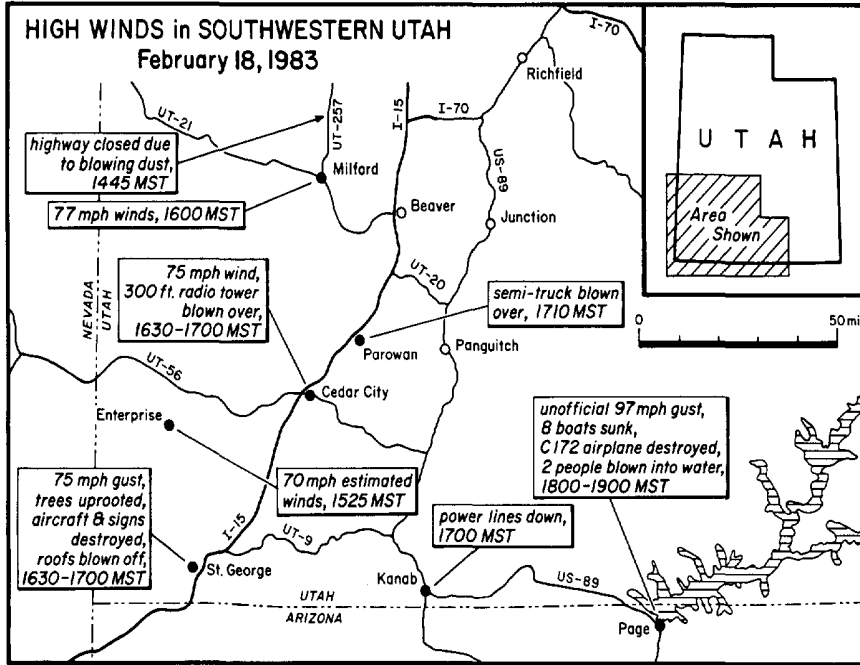 HIGH WINDS in SOUTHWESTERN UTAH
February 18, 1983
I-70
Richfield
UTAH
Area
Shown
UT-21
UT-257
I-15
I-70
US-89
highway closed due
to blowing dust,
1445 MST
Milford
77 mph winds, 1600 MST
Beaver
Junction
75 mph wind,
300 ft. radio tower
blown over,
1630-1700 MST
UT-20
semi-truck blown
over, 1710 MST
0
50 mi
NEVADA
UTAH
Parowan
Panguitch
UT-56
Cedar City
Enterprise
unofficial 97 mph gust,
8 boats sunk,
C172 airplane destroyed,
2 people blown into water,
1800-1900 MST
75 mph gust,
trees uprooted,
aircraft & signs
destroyed,
roofs blown off,
1630-1700 MST
70 mph estimated
winds, 1525 MST
I-15
UT-9
power lines down,
1700 MST
St. George
Kanab
US-89
UTAH
ARIZONA
Page